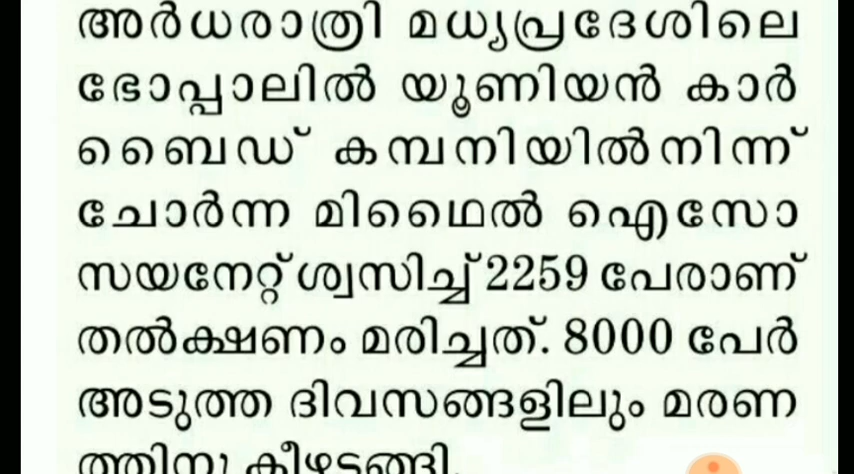 അർധരാത്രി മധ്യപ്രദേശിലെ
ഭോപ്പാലിൽ യൂണിയൻ കാർ
ബൈഡ് കമ്പനിയിൽനിന്ന്
ചോർന്ന മിഥൈൽ ഐസോ
സയനേറ്റ് ശ്വസിച്ച് 2259 പേരാണ്
തൽക്ഷണം മരിച്ചത്. 8000 പേർ
അടുത്ത ദിവസങ്ങളിലും മരണ
ത്തിനു കീഴടങ്ങി.